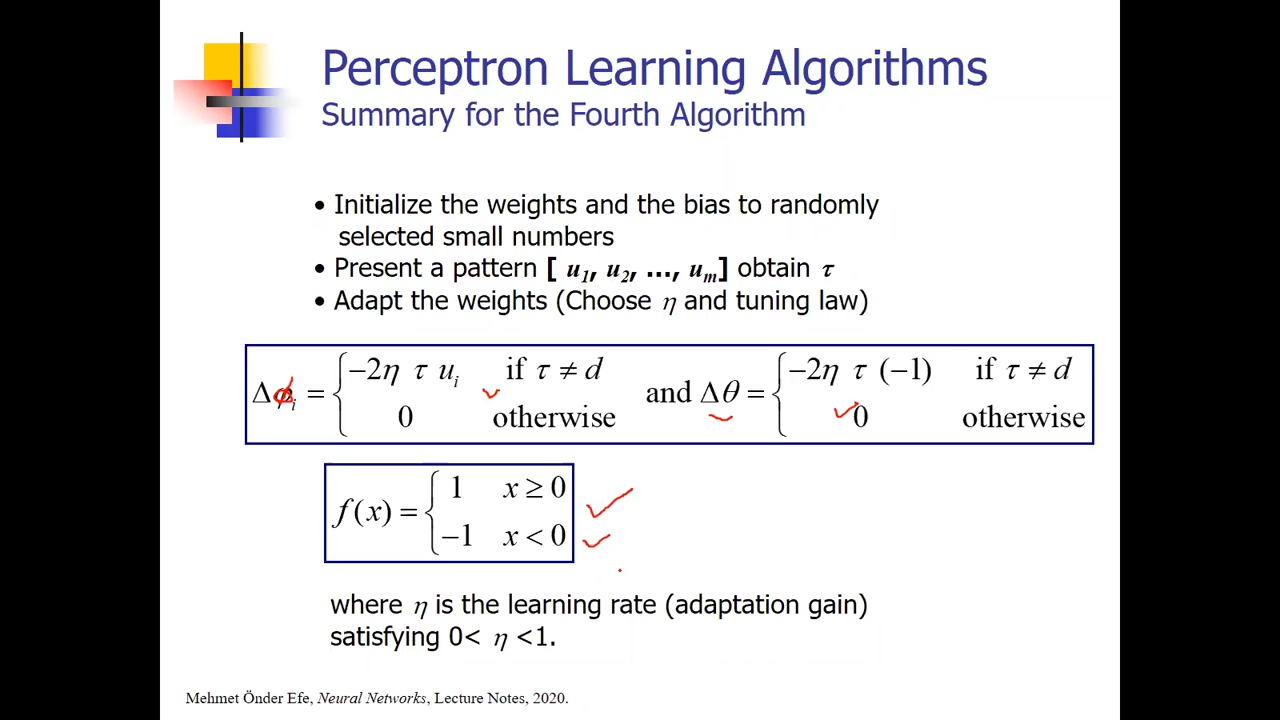 Perceptron Learning Algorithms
Summary for the Fourth Algorithm
• Initialize the weights and the bias to randomly
selected small numbers
• Present a pattern [ u₁, u₂, ..., uₘ] obtain τ
• Adapt the weights (Choose η and tuning law)
Δϕᵢ = { −2η τ uᵢ if τ ≠ d and Δθ = { −2η τ (−1) if τ ≠ d
0 otherwise 0 otherwise
f(x) = { 1 x ≥ 0
−1 x < 0
where η is the learning rate (adaptation gain)
satisfying 0< η <1.
Mehmet Önder Efe, Neural Networks, Lecture Notes, 2020.